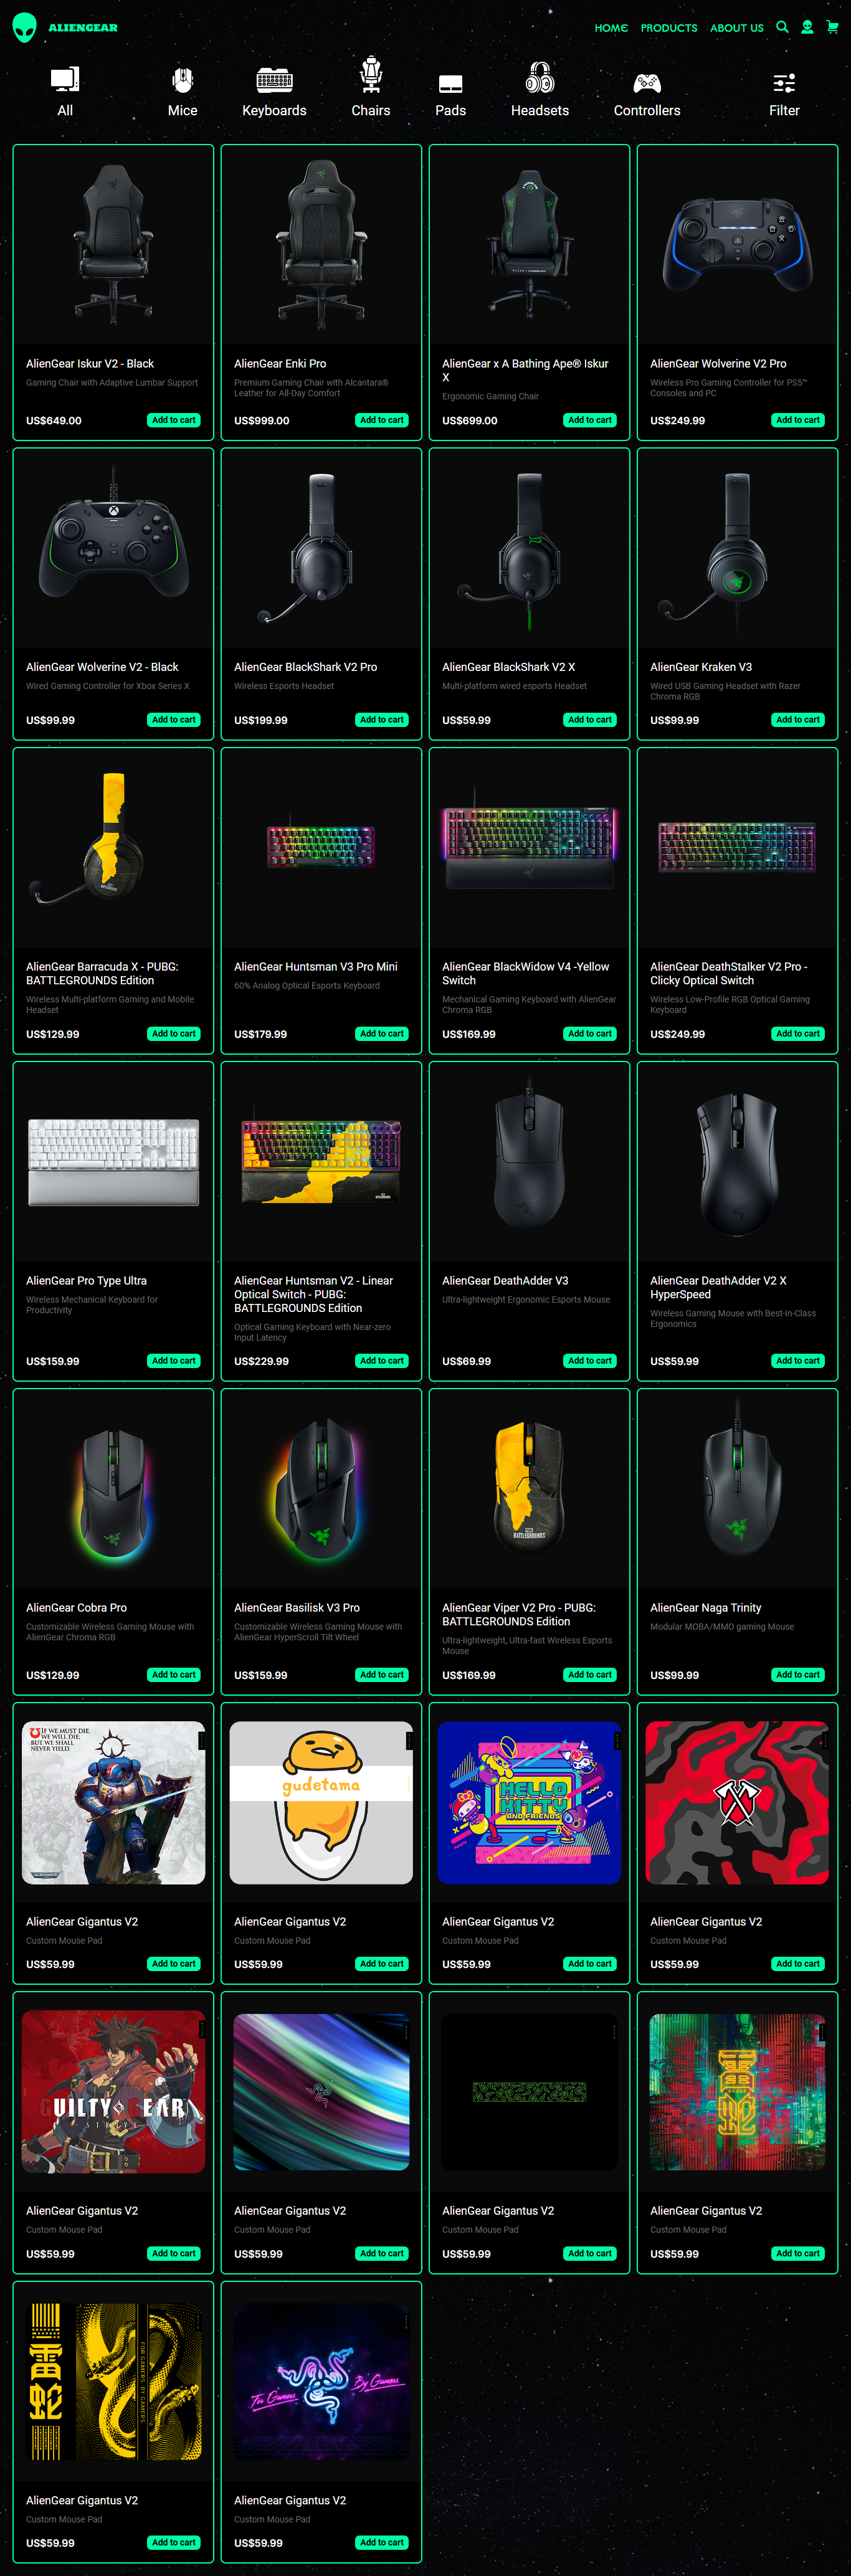 ALIENGEAR
HOME PRODUCTS ABOUT US
All Mice Keyboards Chairs Pads Headsets Controllers Filter
AlienGear Iskur V2 - Black
Gaming Chair with Adaptive Lumbar Support
US$649.00 Add to cart
AlienGear Enki Pro
Premium Gaming Chair with Alcantara®
Leather for All-Day Comfort
US$999.00 Add to cart
AlienGear x A Bathing Ape® Iskur
X
Ergonomic Gaming Chair
US$699.00 Add to cart
AlienGear Wolverine V2 Pro
Wireless Pro Gaming Controller for PS5™
Consoles and PC
US$249.99 Add to cart
AlienGear Wolverine V2 - Black
Wired Gaming Controller for Xbox Series X
US$99.99 Add to cart
AlienGear BlackShark V2 Pro
Wireless Esports Headset
US$199.99 Add to cart
AlienGear BlackShark V2 X
Multi-platform wired esports Headset
US$59.99 Add to cart
AlienGear Kraken V3
Wired USB Gaming Headset with Razer
Chroma RGB
US$99.99 Add to cart
AlienGear Barracuda X - PUBG:
BATTLEGROUNDS Edition
Wireless Multi-platform Gaming and Mobile
Headset
US$129.99 Add to cart
AlienGear Huntsman V3 Pro Mini
60% Analog Optical Esports Keyboard
US$179.99 Add to cart
AlienGear BlackWidow V4 -Yellow
Switch
Mechanical Gaming Keyboard with AlienGear
Chroma RGB
US$169.99 Add to cart
AlienGear DeathStalker V2 Pro -
Clicky Optical Switch
Wireless Low-Profile RGB Optical Gaming
Keyboard
US$249.99 Add to cart
AlienGear Pro Type Ultra
Wireless Mechanical Keyboard for
Productivity
US$159.99 Add to cart
AlienGear Huntsman V2 - Linear
Optical Switch - PUBG:
BATTLEGROUNDS Edition
Optical Gaming Keyboard with Near-zero
Input Latency
US$229.99 Add to cart
AlienGear DeathAdder V3
Ultra-lightweight Ergonomic Esports Mouse
US$69.99 Add to cart
AlienGear DeathAdder V2 X
HyperSpeed
Wireless Gaming Mouse with Best-In-Class
Ergonomics
US$59.99 Add to cart
AlienGear Cobra Pro
Customizable Wireless Gaming Mouse with
AlienGear Chroma RGB
US$129.99 Add to cart
AlienGear Basilisk V3 Pro
Customizable Wireless Gaming Mouse with
AlienGear HyperScroll Tilt Wheel
US$159.99 Add to cart
BATTLEGROUNDS
AlienGear Viper V2 Pro - PUBG:
BATTLEGROUNDS Edition
Ultra-lightweight, Ultra-fast Wireless Esports
Mouse
US$169.99 Add to cart
AlienGear Naga Trinity
Modular MOBA/MMO gaming Mouse
US$99.99 Add to cart
IF WE MUST DIE,
WE WILL DIE;
BUT WE SHALL
NEVER YIELD.
AlienGear Gigantus V2
Custom Mouse Pad
US$59.99 Add to cart
gudetama
AlienGear Gigantus V2
Custom Mouse Pad
US$59.99 Add to cart
HELLO
KITTY
AND FRIENDS
AlienGear Gigantus V2
Custom Mouse Pad
US$59.99 Add to cart
AlienGear Gigantus V2
Custom Mouse Pad
US$59.99 Add to cart
GUILTY GEAR
STRIVE
AlienGear Gigantus V2
Custom Mouse Pad
US$59.99 Add to cart
AlienGear Gigantus V2
Custom Mouse Pad
US$59.99 Add to cart
AlienGear Gigantus V2
Custom Mouse Pad
US$59.99 Add to cart
雷蛇
AlienGear Gigantus V2
Custom Mouse Pad
US$59.99 Add to cart
雷蛇
FOR GAMERS. BY GAMERS.
AlienGear Gigantus V2
Custom Mouse Pad
US$59.99 Add to cart
For Gamers By Gamers
AlienGear Gigantus V2
Custom Mouse Pad
US$59.99 Add to cart